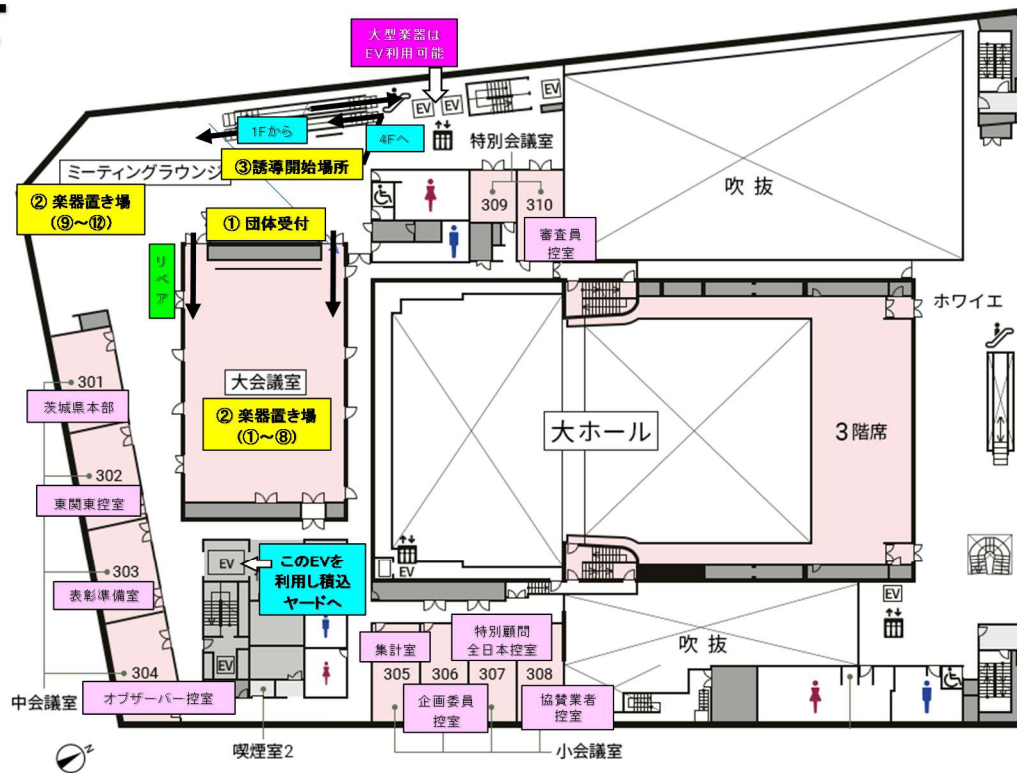 大型楽器は
EV利用可能
EV
EV
EV
EV
1Fから
4Fへ
特別会議室
③誘導開始場所
ミーティングラウンジ
② 楽器置き場
(⑨～⑫)
① 団体受付
309
310
審査員
控室
吹 抜
リペア
ホワイエ
301
茨城県本部
大会議室
② 楽器置き場
(①～⑧)
大ホール
3階席
302
東関東控室
303
表彰準備室
EV
このEVを
利用し積込
ヤードへ
EV
EV
304
オブザーバー控室
中会議室
EV
集計室
特別顧問
全日本控室
305
306
307
308
企画委員
控室
協賛業者
控室
吹 抜
喫煙室2
小会議室
N